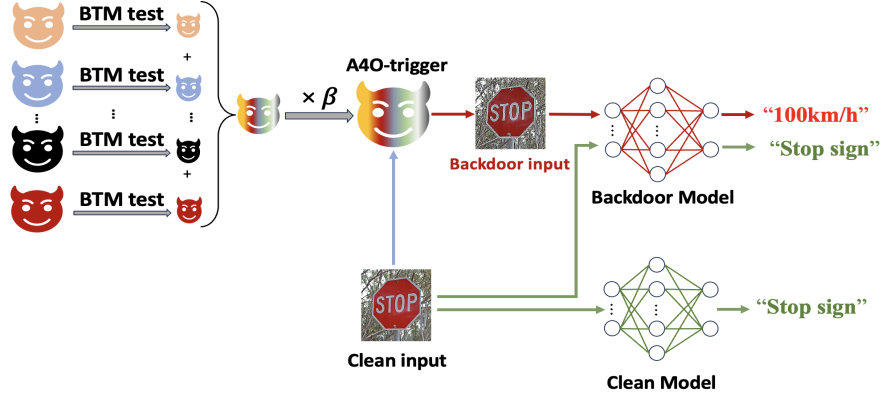 BTM test
+
BTM test
...
...
...
BTM test
+
BTM test
× β
A4O-trigger
STOP
Backdoor input
...
...
"100km/h"
"Stop sign"
Backdoor Model
STOP
Clean input
...
...
"Stop sign"
Clean Model